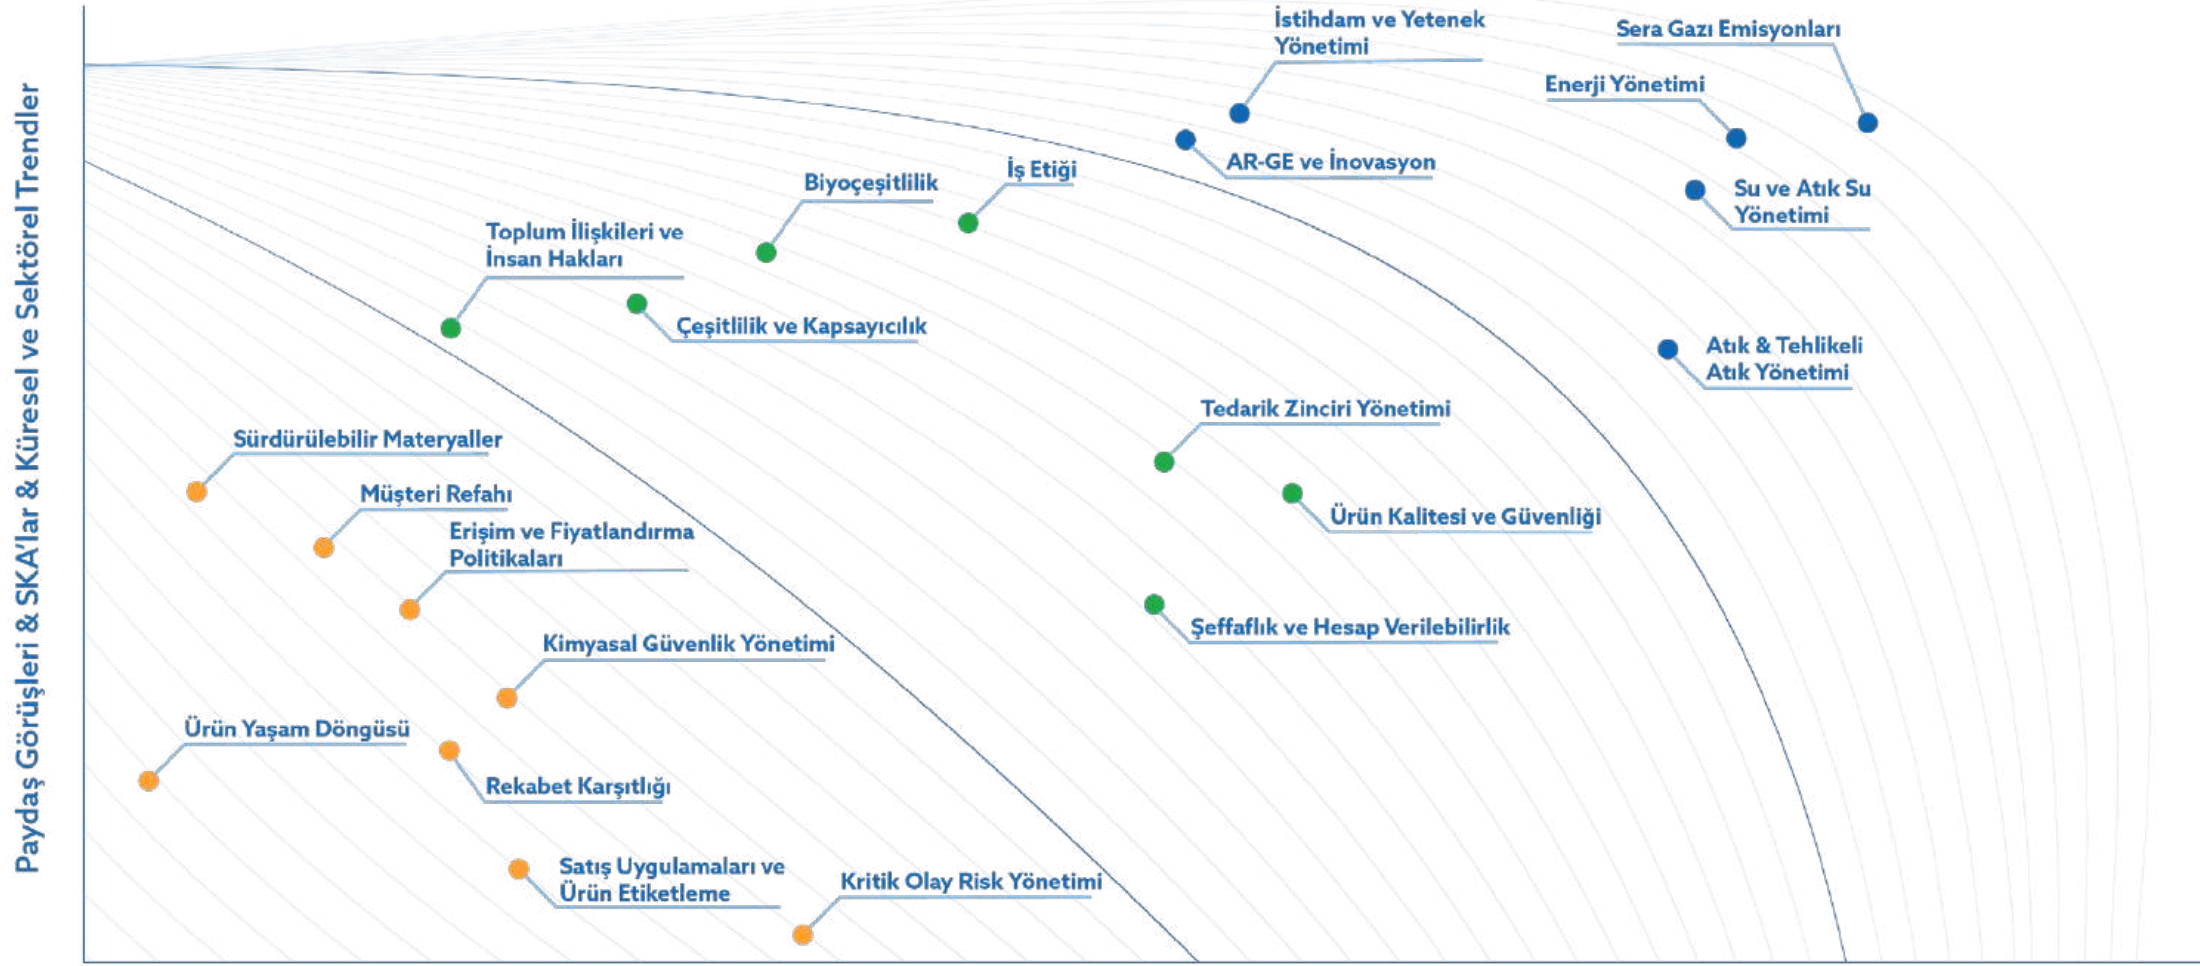 Paydaş Görüşleri & SKA'lar & Küresel ve Sektörel Trendler
İstihdam ve Yetenek
Yönetimi
Sera Gazı Emisyonları
Enerji Yönetimi
AR-GE ve İnovasyon
Su ve Atık Su
Yönetimi
İş Etiği
Biyoçeşitlilik
Toplum İlişkileri ve
İnsan Hakları
Çeşitlilik ve Kapsayıcılık
Atık & Tehlikeli
Atık Yönetimi
Tedarik Zinciri Yönetimi
Sürdürülebilir Materyaller
Müşteri Refahı
Ürün Kalitesi ve Güvenliği
Erişim ve Fiyatlandırma
Politikaları
Şeffaflık ve Hesap Verilebilirlik
Kimyasal Güvenlik Yönetimi
Ürün Yaşam Döngüsü
Rekabet Karşıtlığı
Satış Uygulamaları ve
Ürün Etiketleme
Kritik Olay Risk Yönetimi